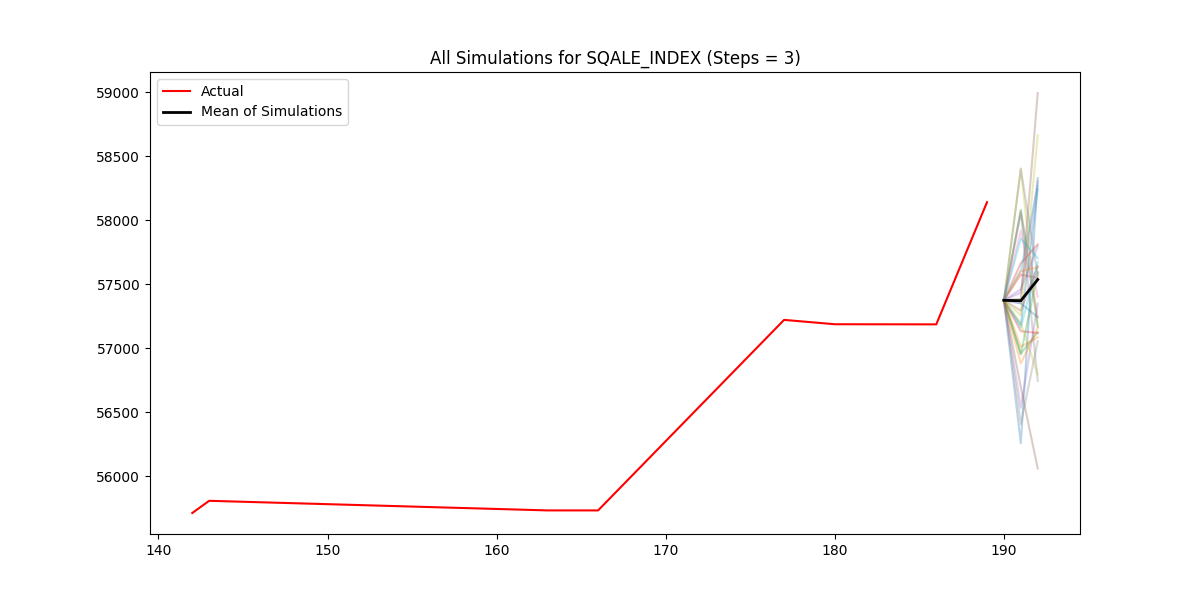 All Simulations for SQALE_INDEX (Steps = 3)
Actual
Mean of Simulations
59000
58500
58000
57500
57000
56500
56000
140 150 160 170 180 190